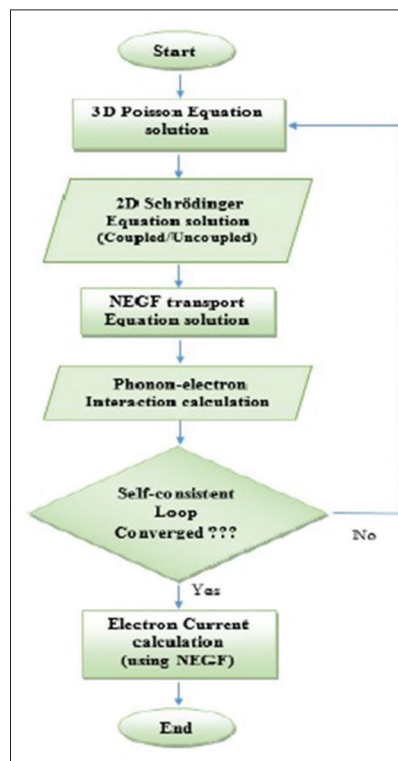 Start
3D Poisson Equation
solution
2D Schrödinger
Equation solution
(Coupled/Uncoupled)
NEGF transport
Equation solution
Phonon-electron
Interaction calculation
Self-consistent
Loop
Converged ???
No
Yes
Electron Current
calculation
(using NEGF)
End